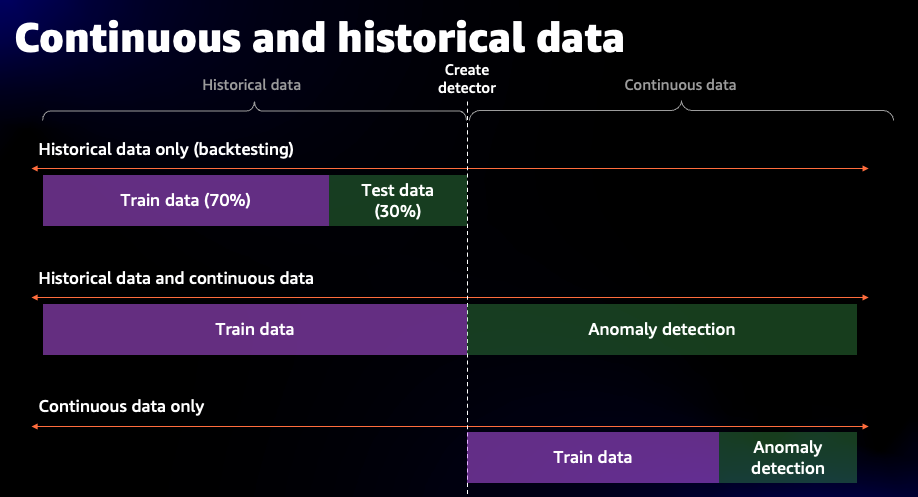 Continuous and historical data
Historical data
Create
detector
Continuous data
Historical data only (backtesting)
Train data (70%)
Test data
(30%)
Historical data and continuous data
Train data
Anomaly detection
Continuous data only
Train data
Anomaly
detection